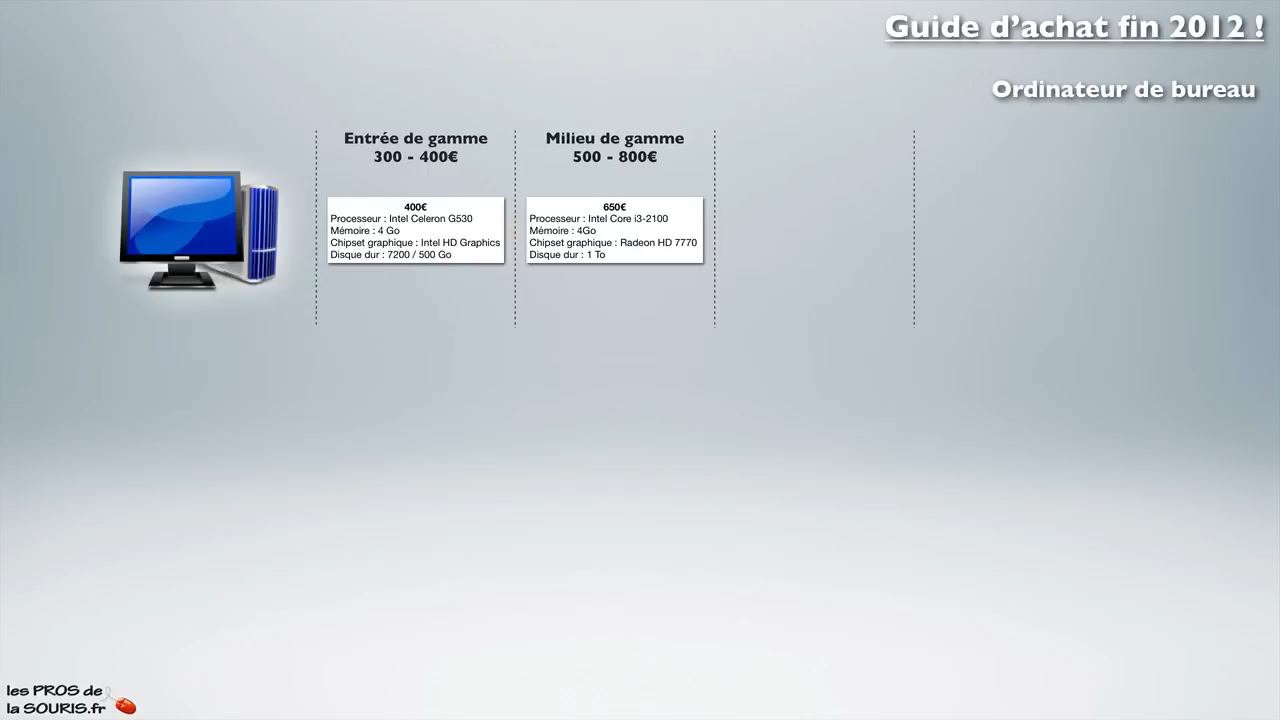 Guide d'achat fin 2012 !
Ordinateur de bureau
Entrée de gamme
300 - 400€
Milieu de gamme
500 - 800€
400€
Processeur : Intel Celeron G530
Mémoire : 4 Go
Chipset graphique : Intel HD Graphics
Disque dur : 7200 / 500 Go
650€
Processeur : Intel Core i3-2100
Mémoire : 4Go
Chipset graphique : Radeon HD 7770
Disque dur : 1 To
les PROS de
la SOURIS.fr